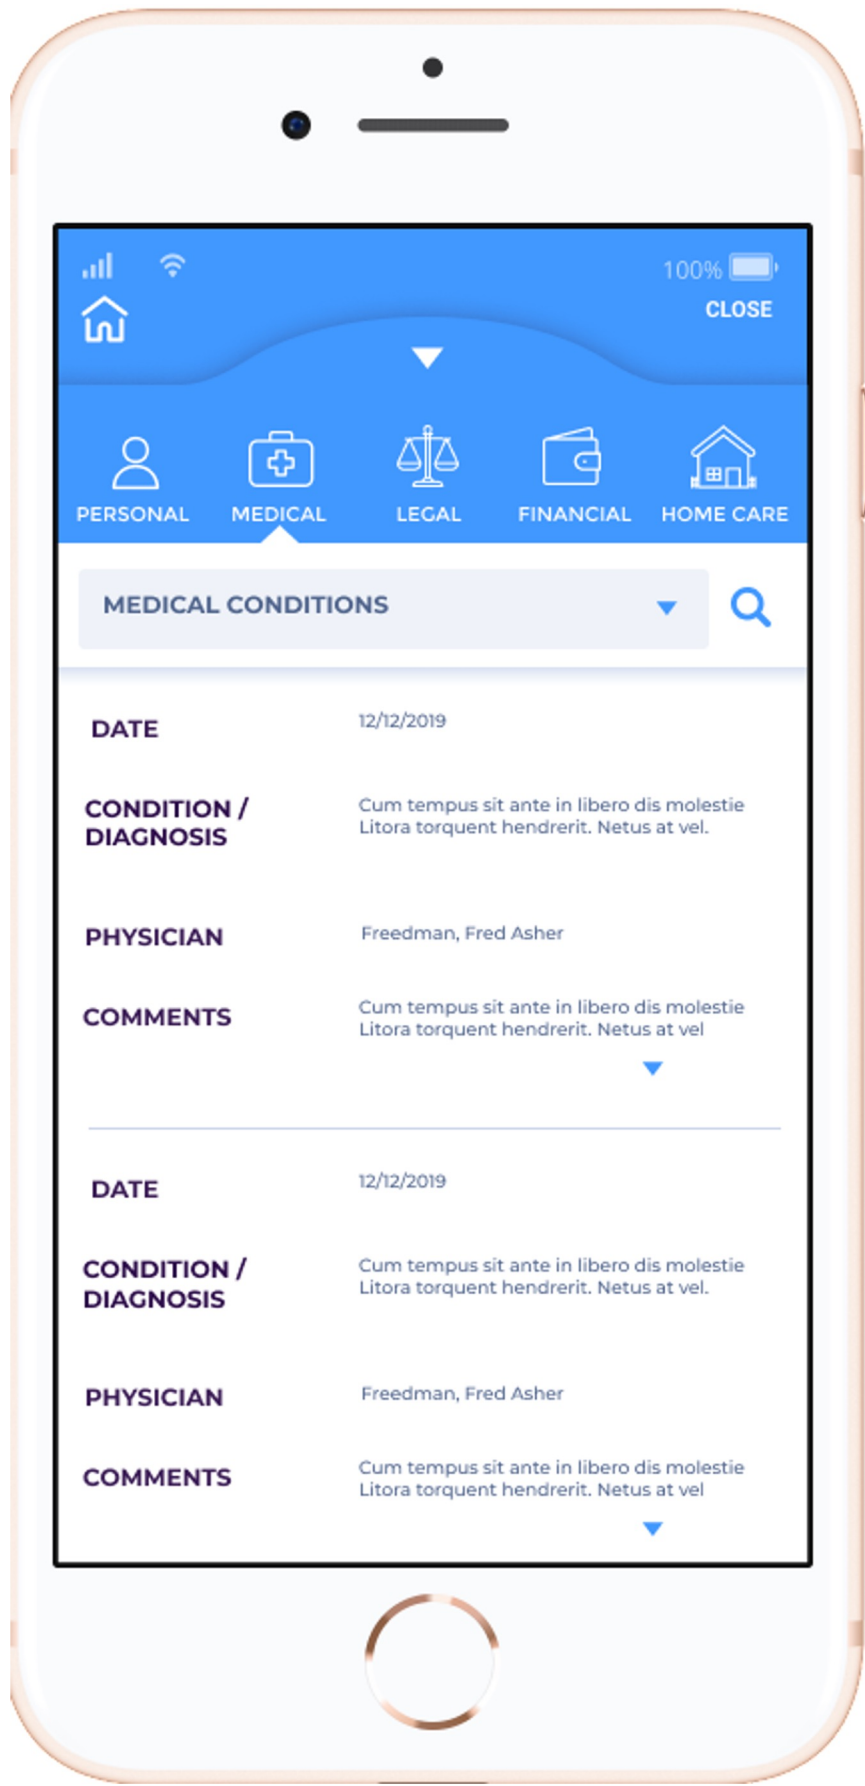 100%
CLOSE
PERSONAL MEDICAL LEGAL FINANCIAL HOME CARE
MEDICAL CONDITIONS
DATE 12/12/2019
CONDITION / Cum tempus sit ante in libero dis molestie
DIAGNOSIS Litora torquent hendrerit. Netus at vel.
PHYSICIAN Freedman, Fred Asher
COMMENTS Cum tempus sit ante in libero dis molestie
Litora torquent hendrerit. Netus at vel
DATE 12/12/2019
CONDITION / Cum tempus sit ante in libero dis molestie
DIAGNOSIS Litora torquent hendrerit. Netus at vel.
PHYSICIAN Freedman, Fred Asher
COMMENTS Cum tempus sit ante in libero dis molestie
Litora torquent hendrerit. Netus at vel